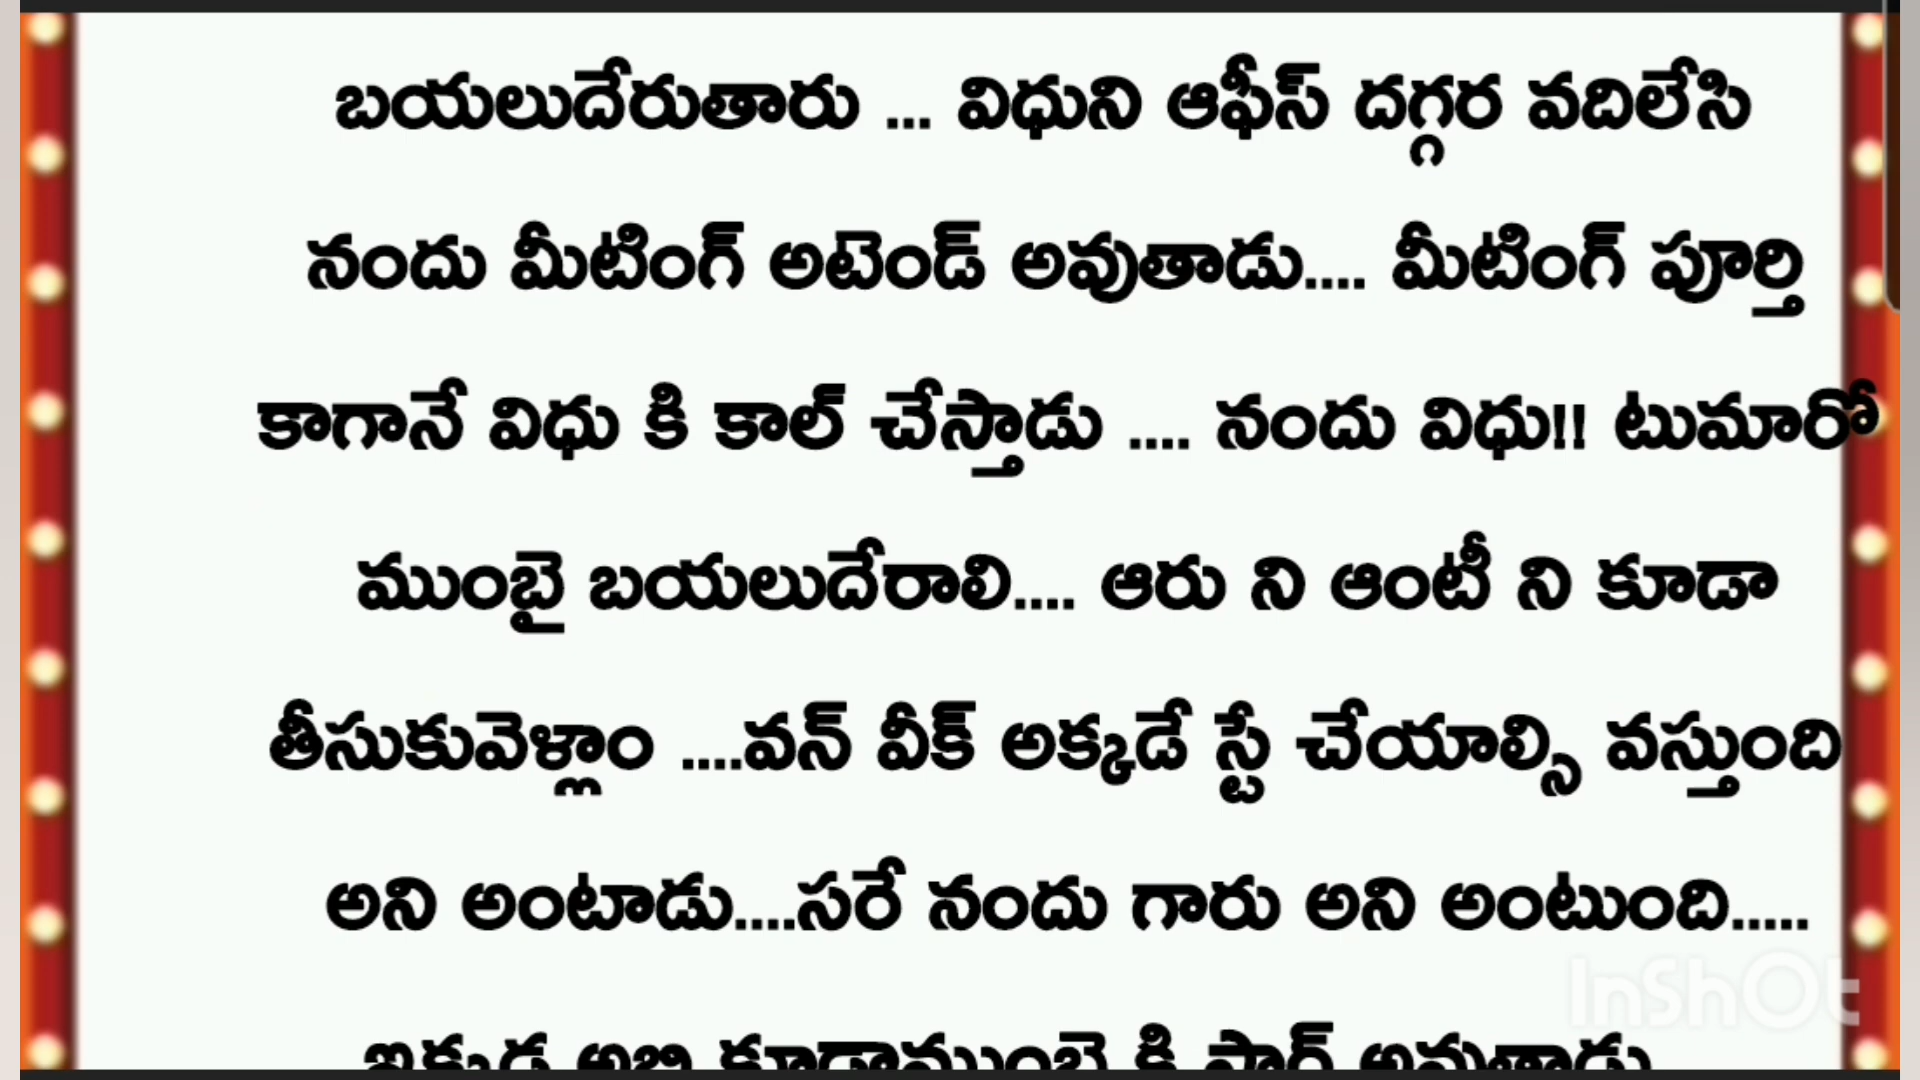 బయలుదేరుతారు ... విధుని ఆఫీస్ దగ్గర వదిలేసి
నందు మీటింగ్ అటెండ్ అవుతాడు.... మీటింగ్ పూర్తి
కాగానే విధు కి కాల్ చేస్తాడు .... నందు విధు!! టుమారో
ముంబై బయలుదేరాలి.... ఆరు ని ఆంటీ ని కూడా
తీసుకువెళ్లాం ....వన్ వీక్ అక్కడే స్టే చేయాల్సి వస్తుంది
అని అంటాడు....సరే నందు గారు అని అంటుంది.....
InShOt